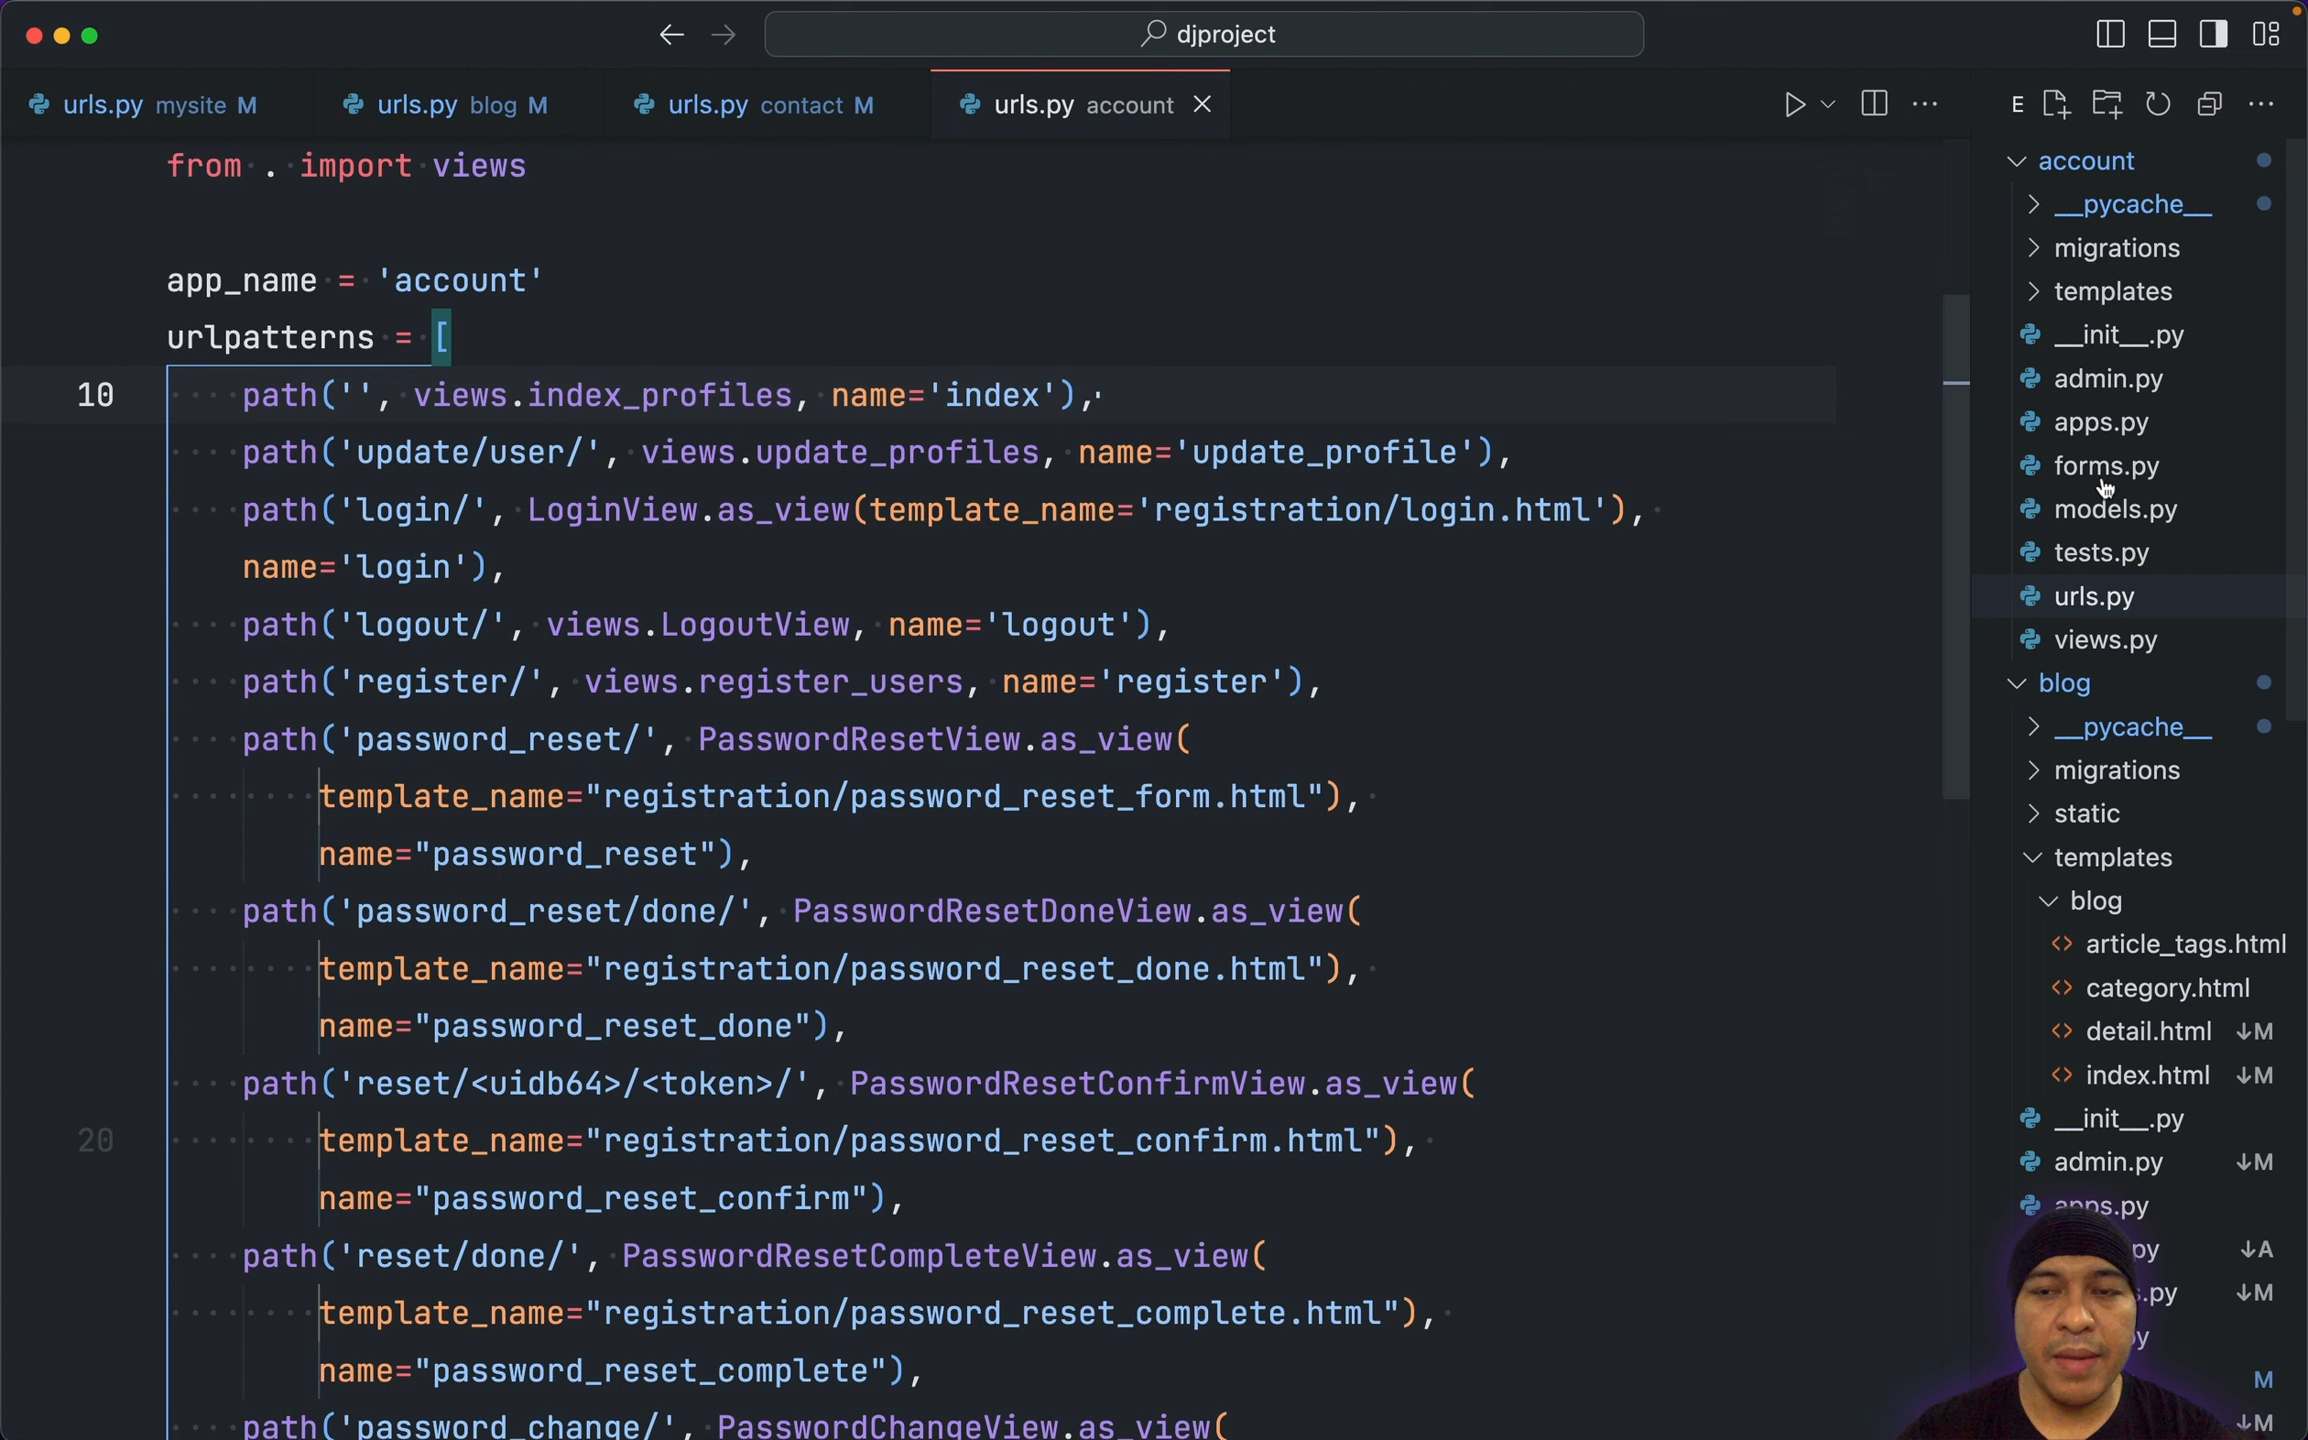 djproject
urls.py mysite M
urls.py blog M
urls.py contact M
urls.py account
E
from . import views
app_name = 'account'
urlpatterns = [
10
path('', views.index_profiles, name='index'),
path('update/user/', views.update_profiles, name='update_profile'),
path('login/', LoginView.as_view(template_name='registration/login.html'),
name='login'),
path('logout/', views.LogoutView, name='logout'),
path('register/', views.register_users, name='register'),
path('password_reset/', PasswordResetView.as_view(
template_name="registration/password_reset_form.html"),
name="password_reset"),
path('password_reset/done/', PasswordResetDoneView.as_view(
template_name="registration/password_reset_done.html"),
name="password_reset_done"),
path('reset/<uidb64>/<token>/', PasswordResetConfirmView.as_view(
20 template_name="registration/password_reset_confirm.html"),
name="password_reset_confirm"),
path('reset/done/', PasswordResetCompleteView.as_view(
template_name="registration/password_reset_complete.html"),
name="password_reset_complete"),
path('password_change/', PasswordChangeView.as_view(
account
__pycache__
migrations
templates
__init__.py
admin.py
apps.py
forms.py
models.py
tests.py
urls.py
views.py
blog
__pycache__
migrations
static
templates
blog
article_tags.html
category.html
detail.html ↓M
index.html ↓M
__init__.py
admin.py ↓M
apps.py
py ↓A
.py ↓M
M
↓M